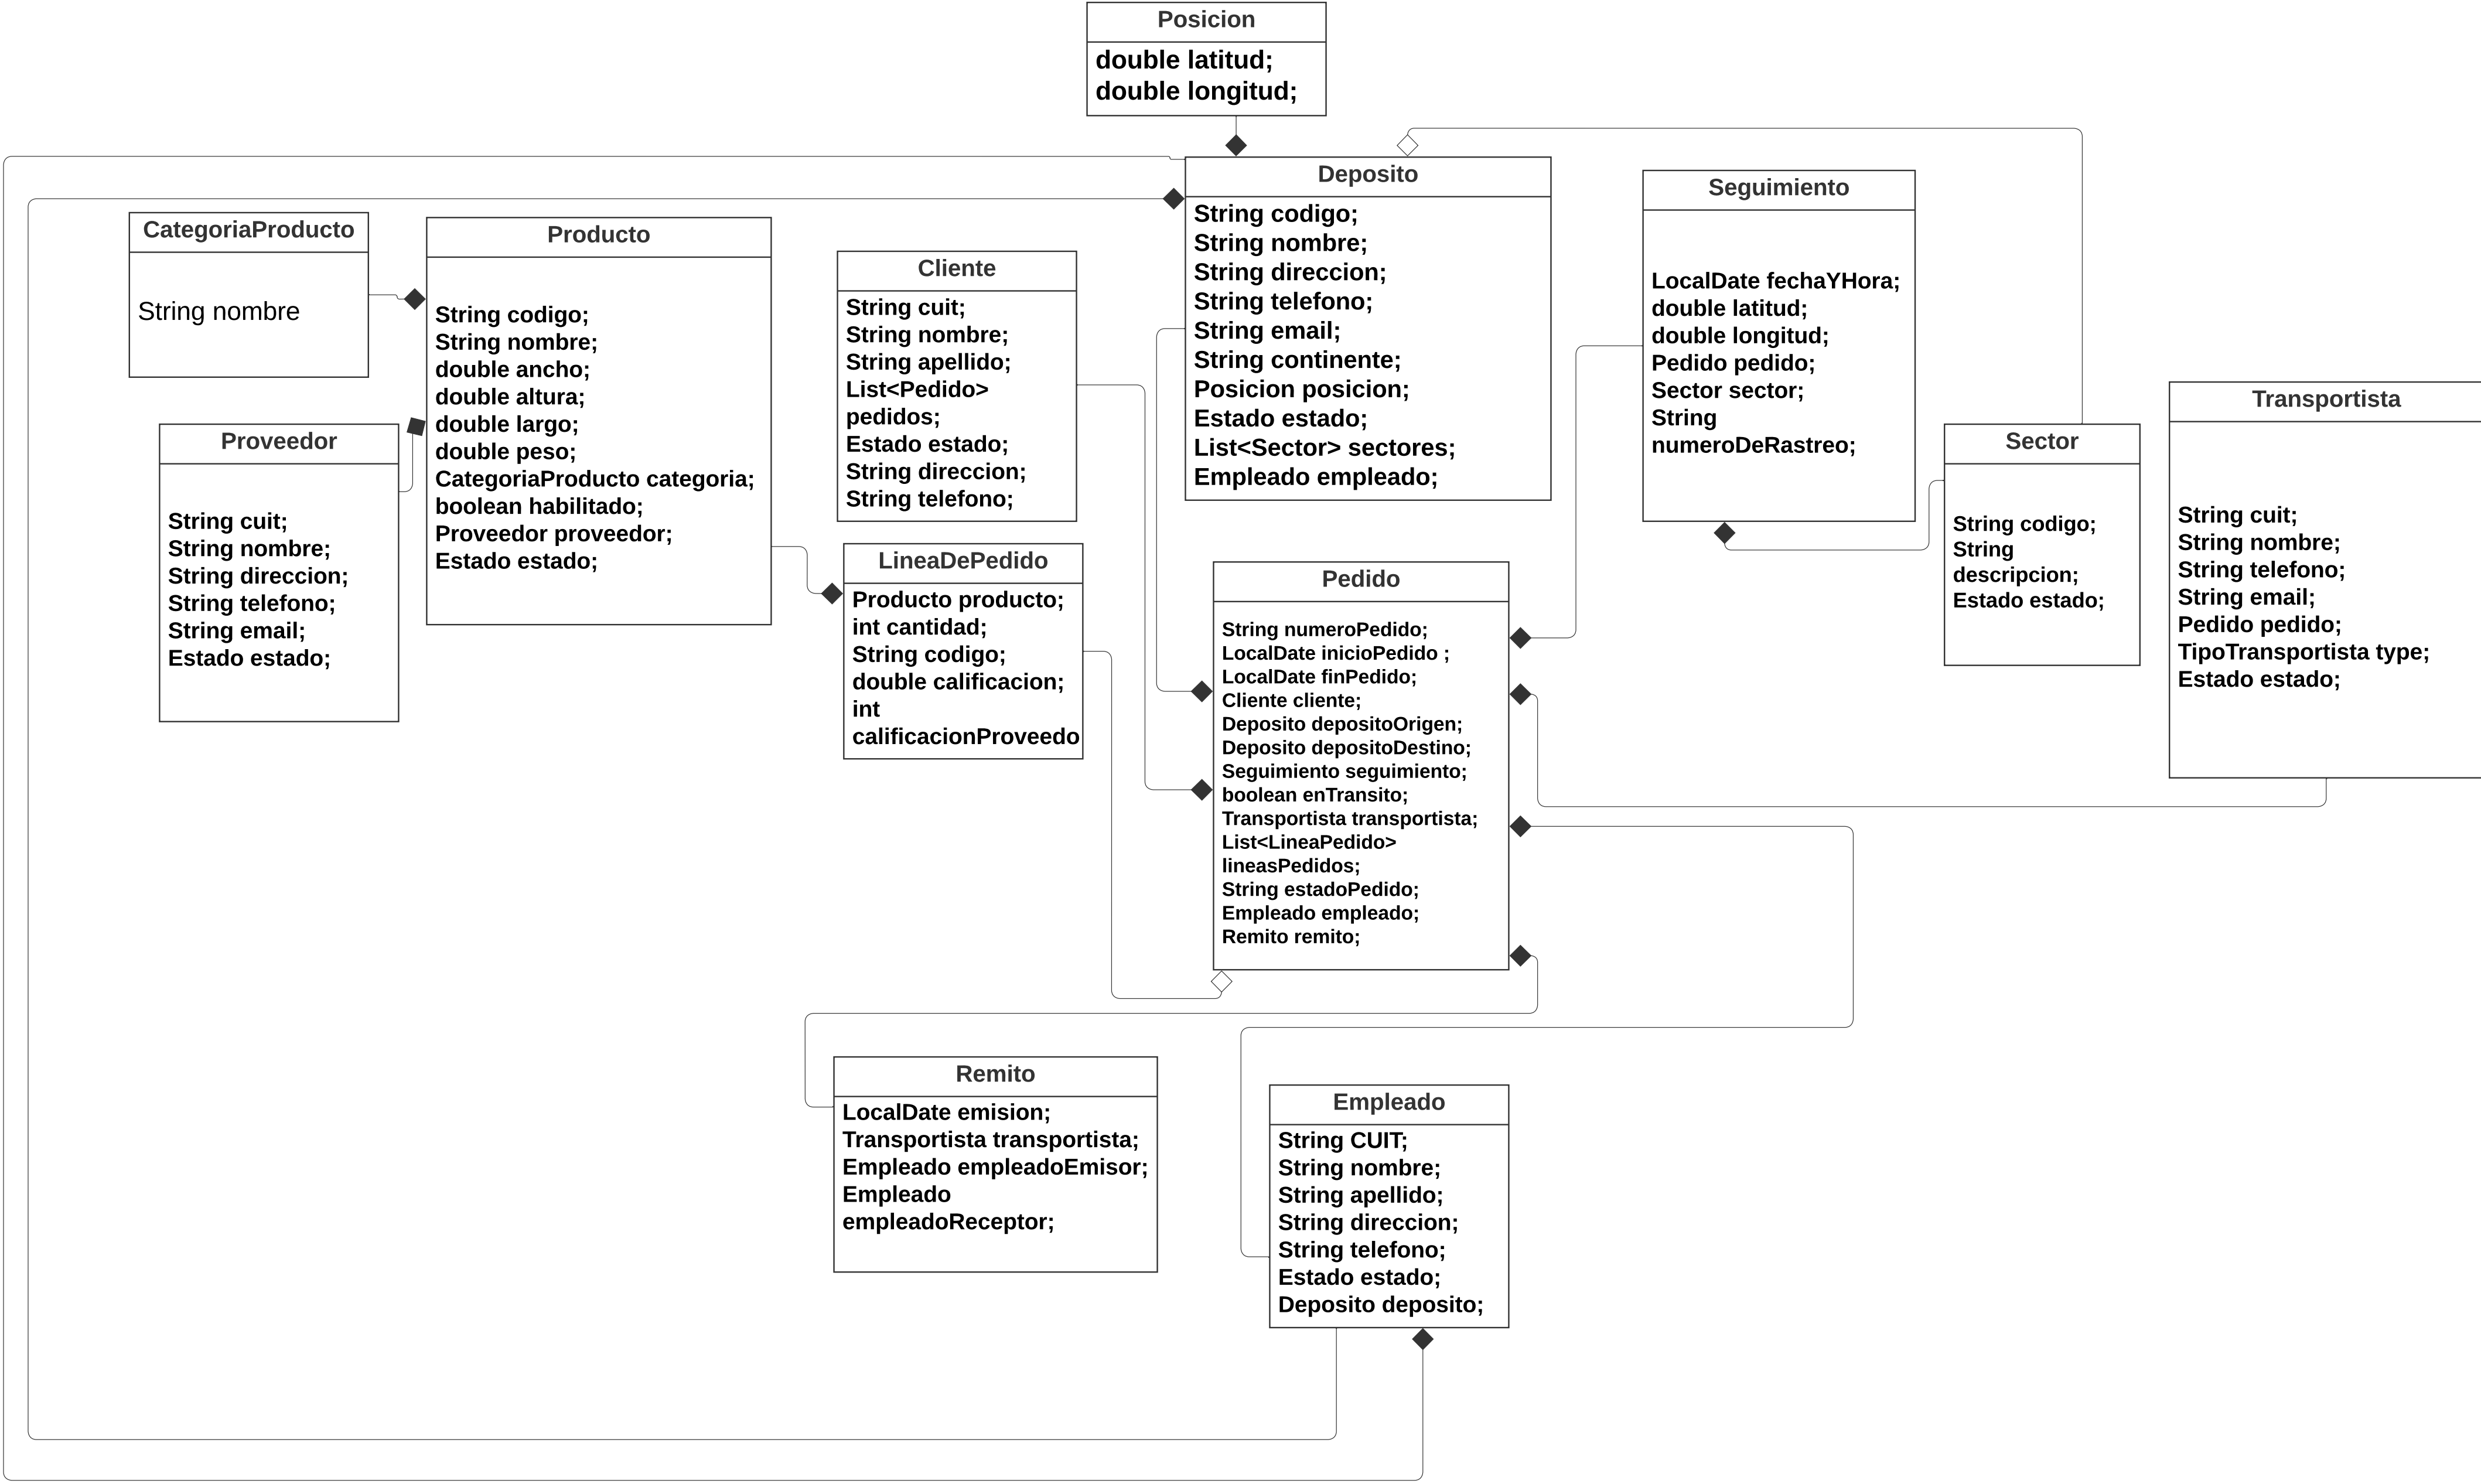 Posicion
double latitud;
double longitud;
Deposito
String codigo;
String nombre;
String direccion;
String telefono;
String email;
String continente;
Posicion posicion;
Estado estado;
List<Sector> sectores;
Empleado empleado;
Seguimiento
LocalDate fechaYHora;
double latitud;
double longitud;
Pedido pedido;
Sector sector;
String
numeroDeRastreo;
CategoriaProducto
String nombre
Producto
String codigo;
String nombre;
double ancho;
double altura;
double largo;
double peso;
CategoriaProducto categoria;
boolean habilitado;
Proveedor proveedor;
Estado estado;
Cliente
String cuit;
String nombre;
String apellido;
List<Pedido>
pedidos;
Estado estado;
String direccion;
String telefono;
Transportista
String cuit;
String nombre;
String telefono;
String email;
Pedido pedido;
TipoTransportista type;
Estado estado;
Proveedor
String cuit;
String nombre;
String direccion;
String telefono;
String email;
Estado estado;
Sector
String codigo;
String
descripcion;
Estado estado;
LineaDePedido
Producto producto;
int cantidad;
String codigo;
double calificacion;
int
calificacionProveedo
Pedido
String numeroPedido;
LocalDate inicioPedido ;
LocalDate finPedido;
Cliente cliente;
Deposito depositoOrigen;
Deposito depositoDestino;
Seguimiento seguimiento;
boolean enTransito;
Transportista transportista;
List<LineaPedido>
lineasPedidos;
String estadoPedido;
Empleado empleado;
Remito remito;
Remito
LocalDate emision;
Transportista transportista;
Empleado empleadoEmisor;
Empleado
empleadoReceptor;
Empleado
String CUIT;
String nombre;
String apellido;
String direccion;
String telefono;
Estado estado;
Deposito deposito;